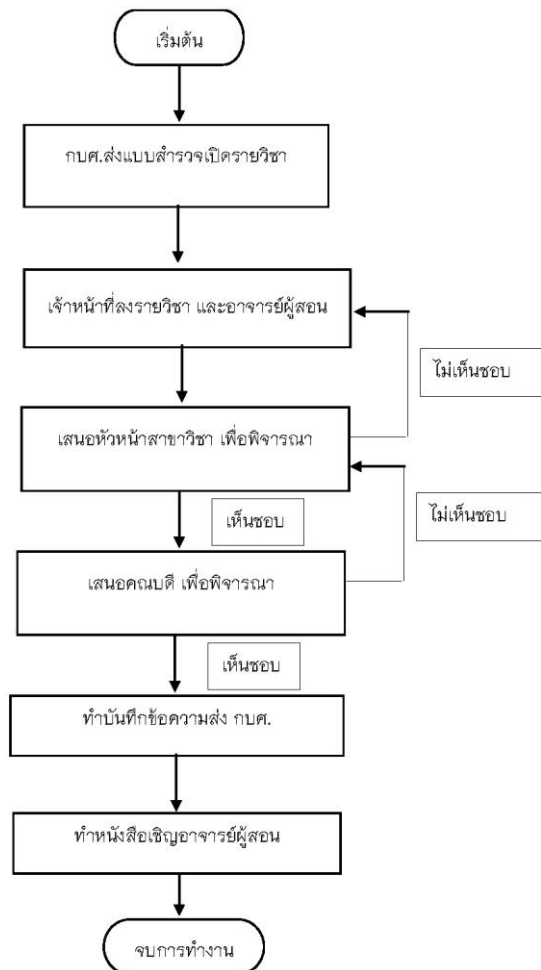 เริ่มต้น
กบศ.ส่งแบบสำรวจเปิดรายวิชา
เจ้าหน้าที่ลงรายวิชา และอาจารย์ผู้สอน
ไม่เห็นชอบ
เสนอหัวหน้าสาขาวิชา เพื่อพิจารณา
เห็นชอบ
ไม่เห็นชอบ
เสนอคณบดี เพื่อพิจารณา
เห็นชอบ
ทำบันทึกข้อความส่ง กบศ.
ทำหนังสือเชิญอาจารย์ผู้สอน
จบการทำงาน